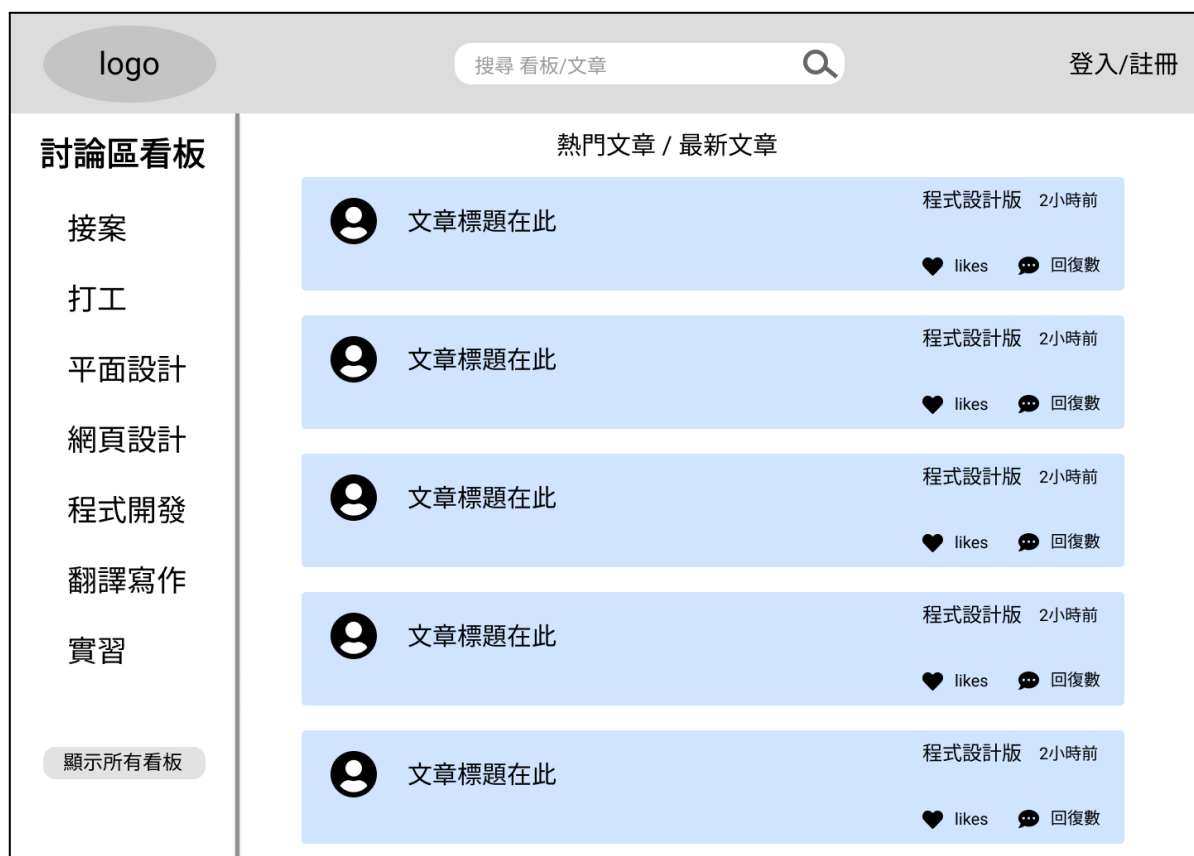 logo
搜尋 看板/文章
登入/註冊
討論區看板
接案
打工
平面設計
網頁設計
程式開發
翻譯寫作
實習
顯示所有看板
熱門文章 / 最新文章
文章標題在此
程式設計版 2小時前
likes 回復數
文章標題在此
程式設計版 2小時前
likes 回復數
文章標題在此
程式設計版 2小時前
likes 回復數
文章標題在此
程式設計版 2小時前
likes 回復數
文章標題在此
程式設計版 2小時前
likes 回復數